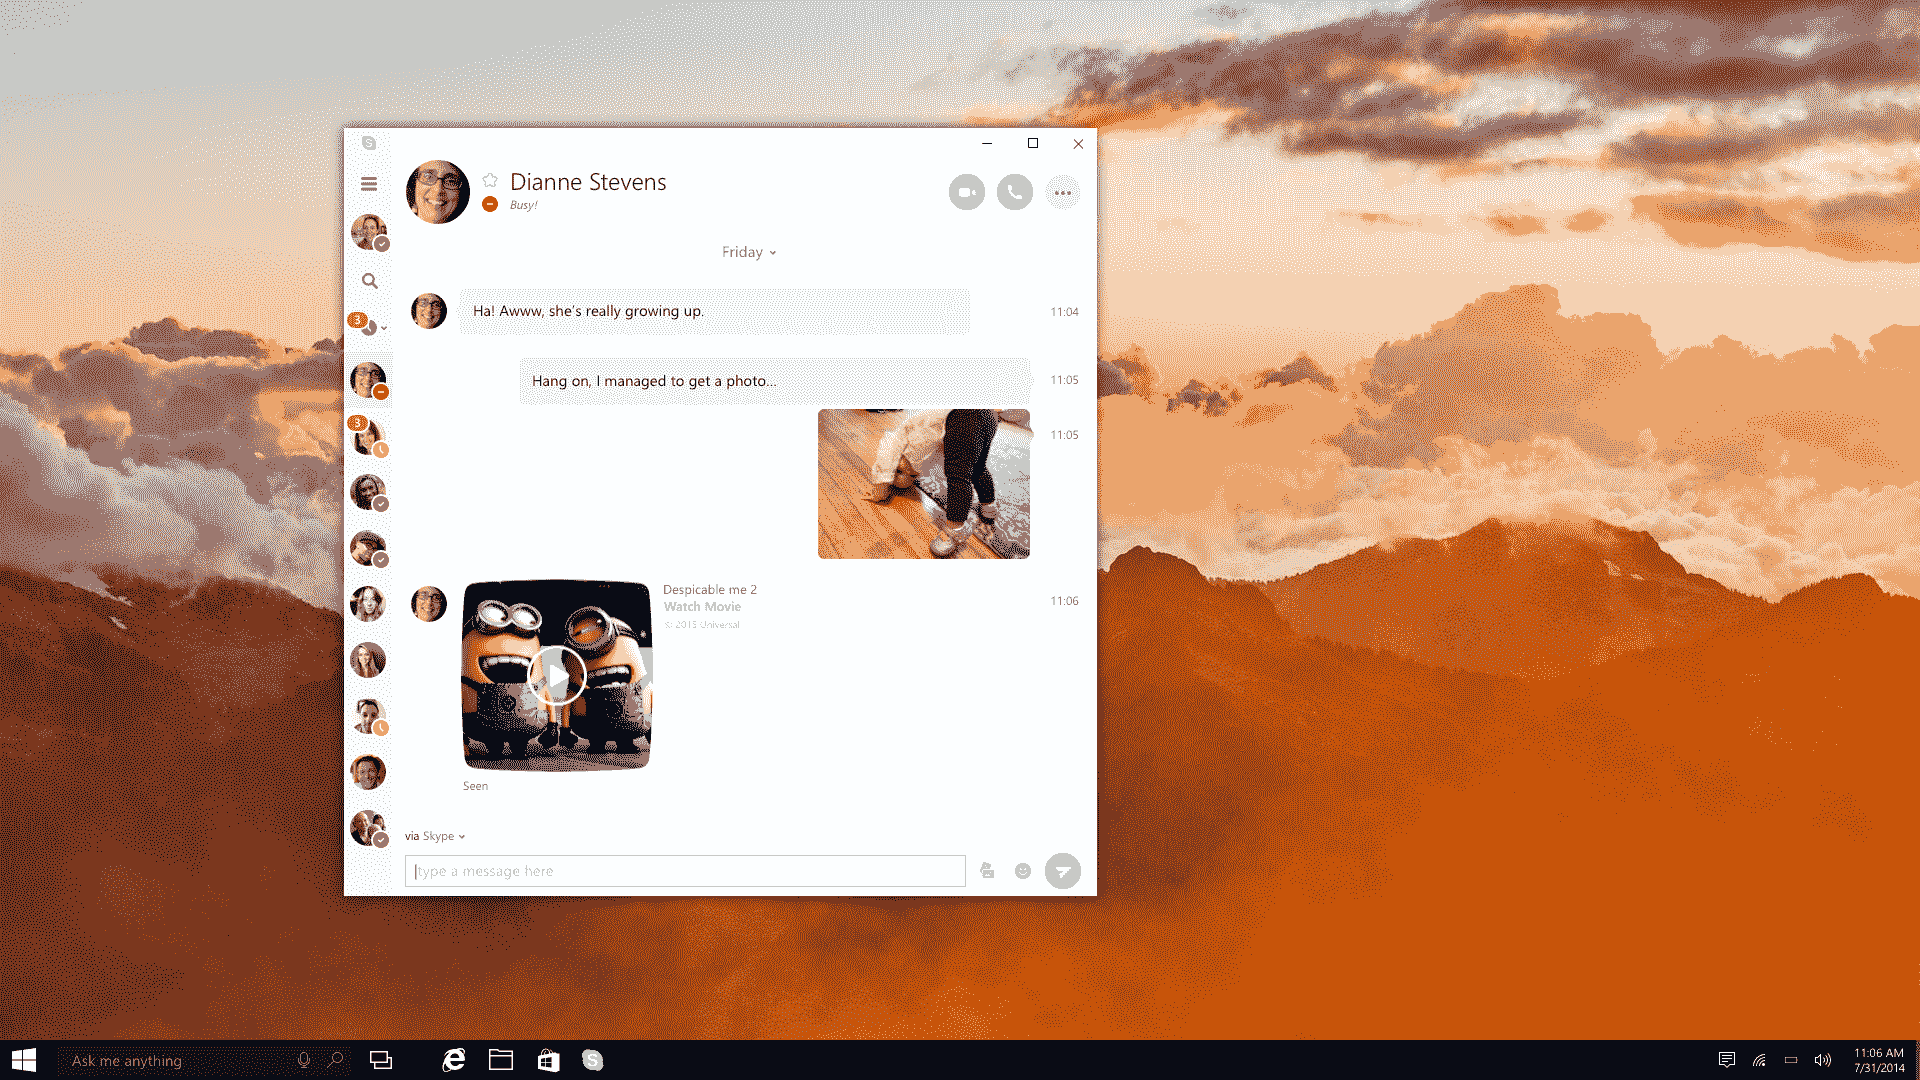 Dianne Stevens
Busy!
Friday
Ha! Awww, she's really growing up.
11:04
3
Hang on, I managed to get a photo...
11:05
3
11:05
Despicable me 2
Watch Movie
© 2015 Universal
11:06
Seen
via Skype
type a message here
Ask me anything
11:06 AM
7/31/2014